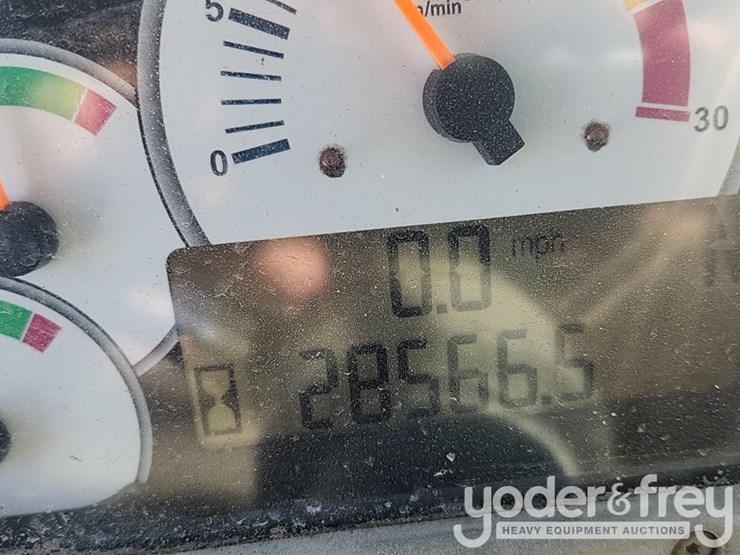 5
/min
0
30
0.0 mph
28566.5
yoder&frey
HEAVY EQUIPMENT AUCTIONS